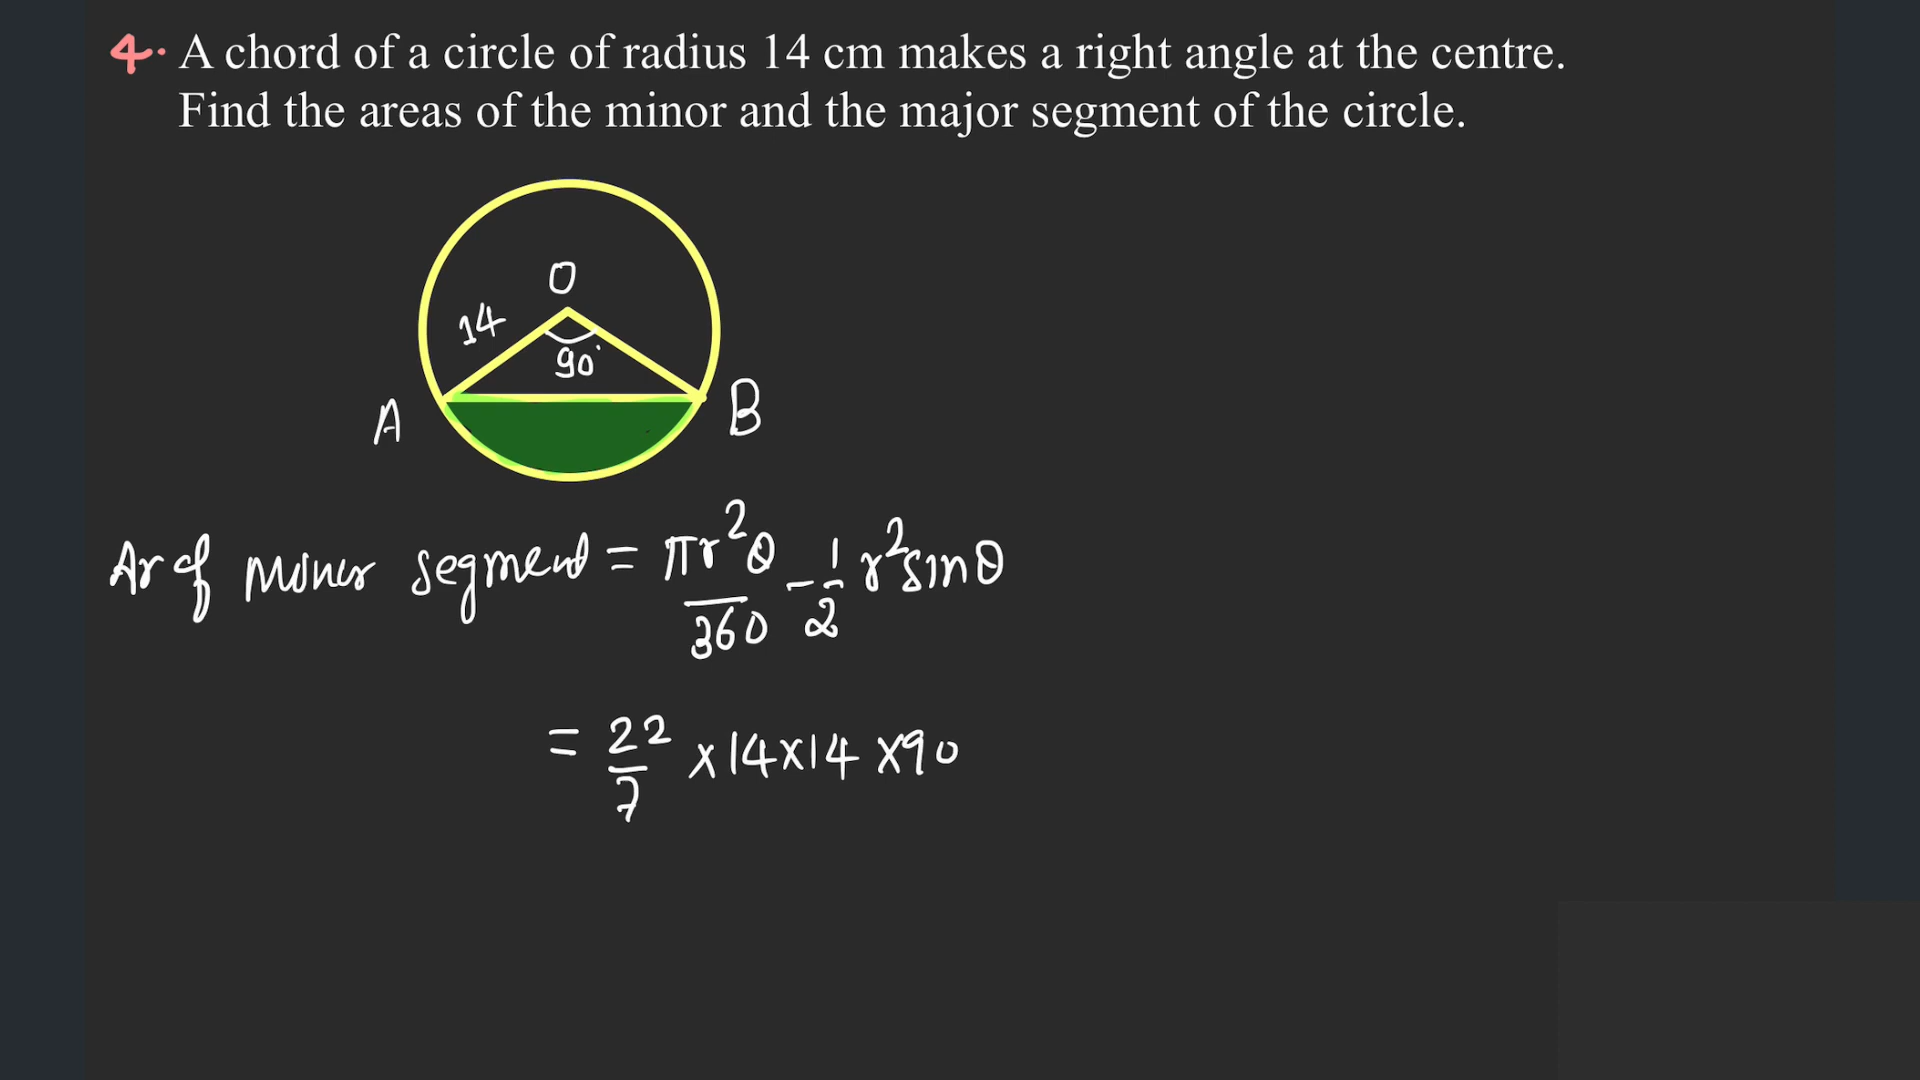 4. A chord of a circle of radius 14 cm makes a right angle at the centre.
Find the areas of the minor and the major segment of the circle.
O
14
90°
A
B
Ar of minor segment = πr²θ/360 - 1/2 r²sinθ
= 22/7 x 14 x 14 x 90